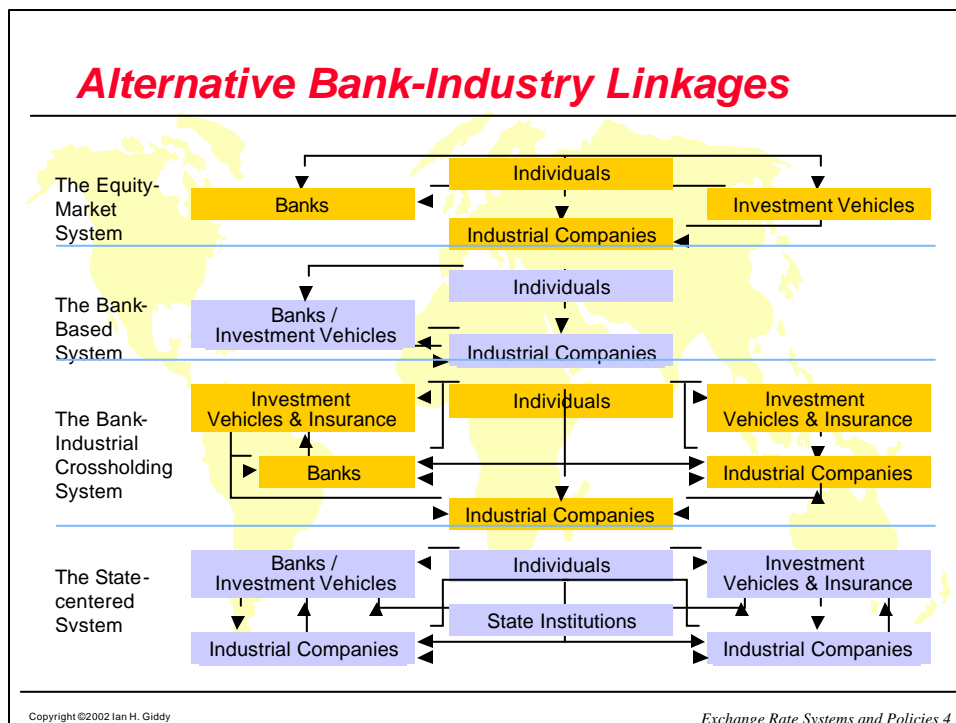 Alternative Bank-Industry Linkages
The Equity-
Market
System
Individuals
Banks
Investment Vehicles
Industrial Companies
The Bank-
Based
System
Individuals
Banks /
Investment Vehicles
Industrial Companies
The Bank-
Industrial
Crossholding
System
Investment
Vehicles & Insurance
Individuals
Investment
Vehicles & Insurance
Banks
Industrial Companies
Industrial Companies
The State-
centered
System
Banks /
Investment Vehicles
Individuals
Investment
Vehicles & Insurance
State Institutions
Industrial Companies
Industrial Companies
Copyright ©2002 Ian H. Giddy
Exchange Rate Systems and Policies 4